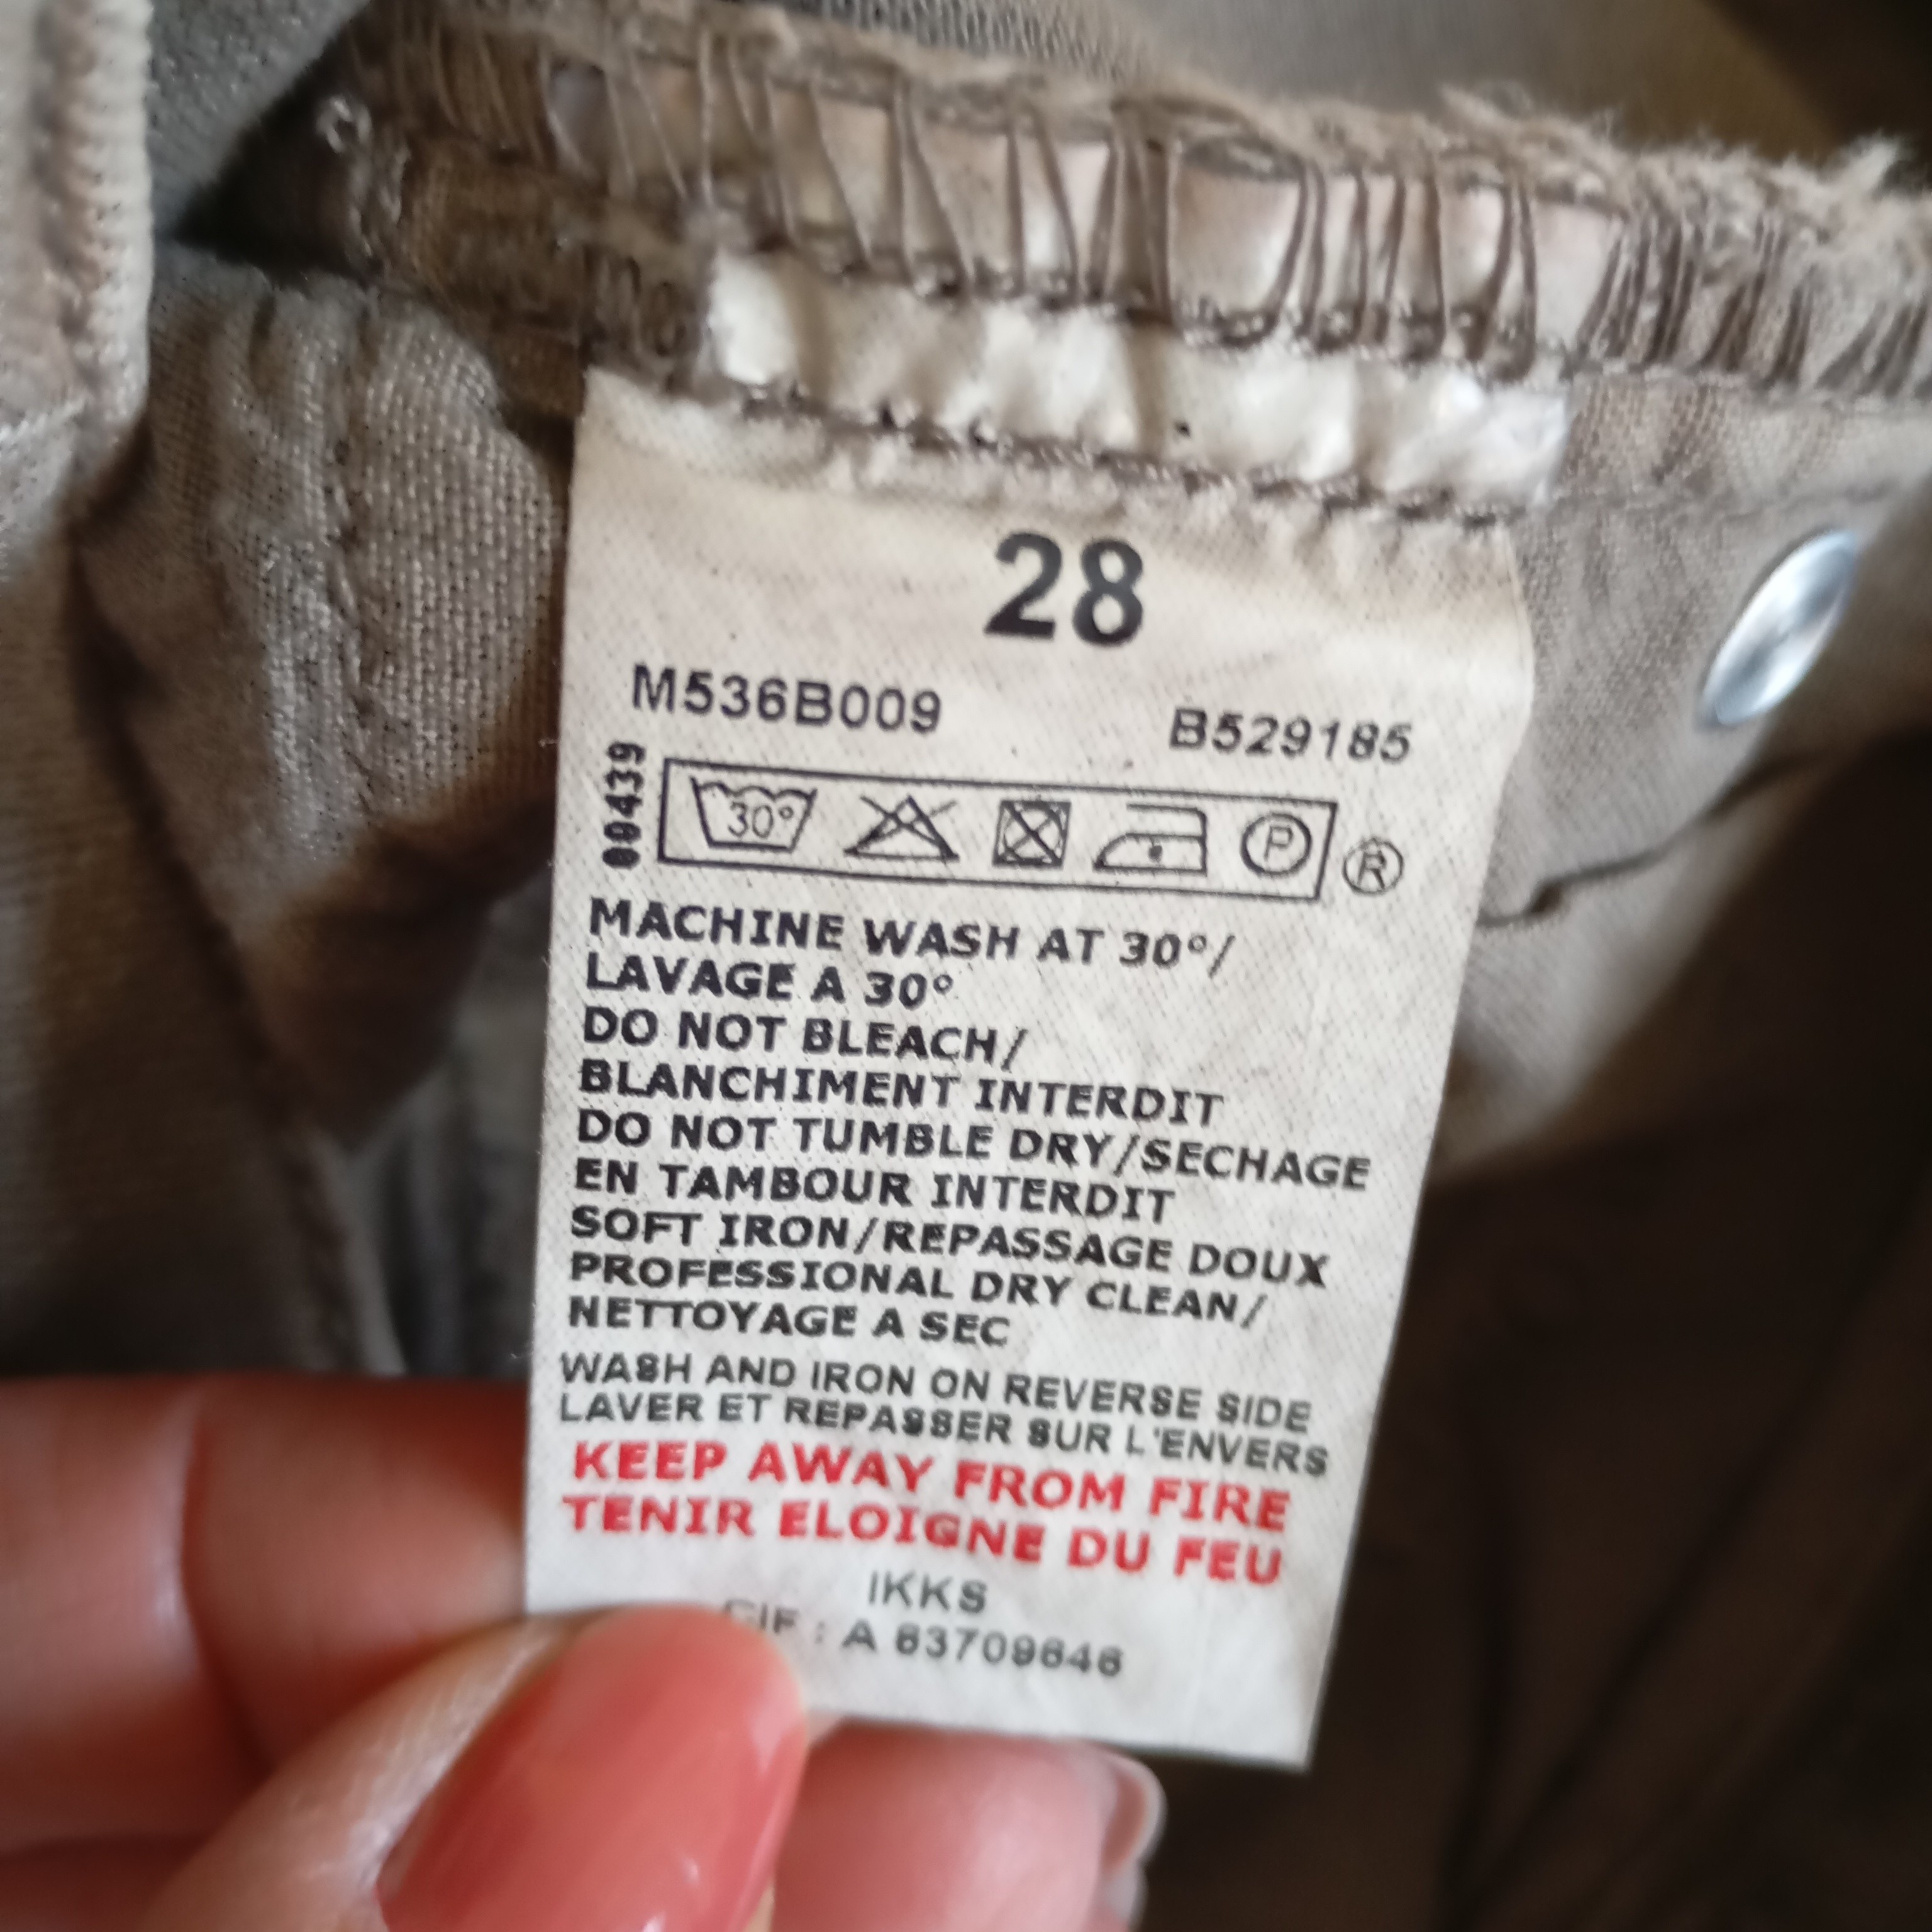 28
M536B009 B529185
00439
30° P R
MACHINE WASH AT 30°/
LAVAGE A 30°
DO NOT BLEACH/
BLANCHIMENT INTERDIT
DO NOT TUMBLE DRY/SECHAGE
EN TAMBOUR INTERDIT
SOFT IRON/REPASSAGE DOUX
PROFESSIONAL DRY CLEAN/
NETTOYAGE A SEC
WASH AND IRON ON REVERSE SIDE
LAVER ET REPASSER SUR L'ENVERS
KEEP AWAY FROM FIRE
TENIR ELOIGNE DU FEU
IKKS
CIF : A 63709646